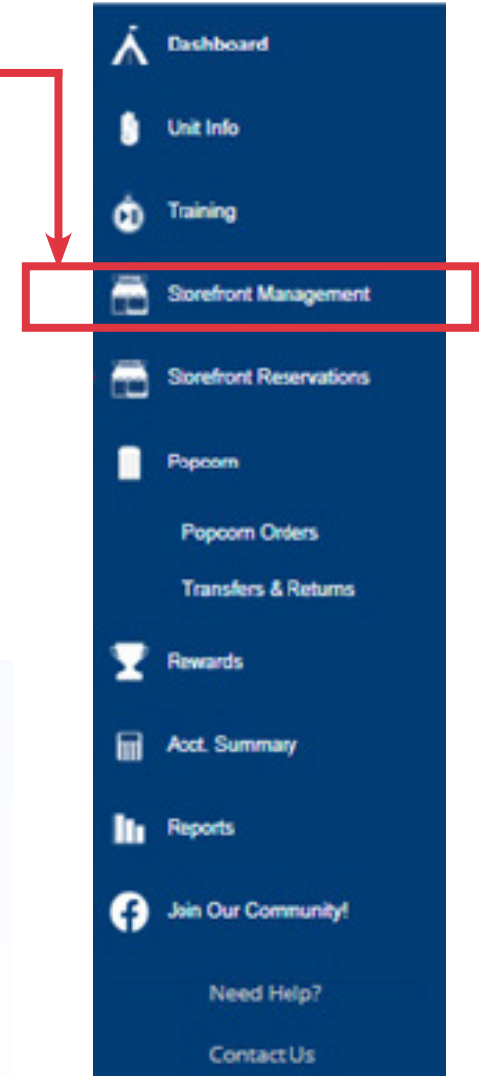 Dashboard
Unit Info
Training
Storefront Management
Storefront Reservations
Popcorn
Popcorn Orders
Transfers & Returns
Rewards
Acct. Summary
Reports
Join Our Community!
Need Help?
Contact Us